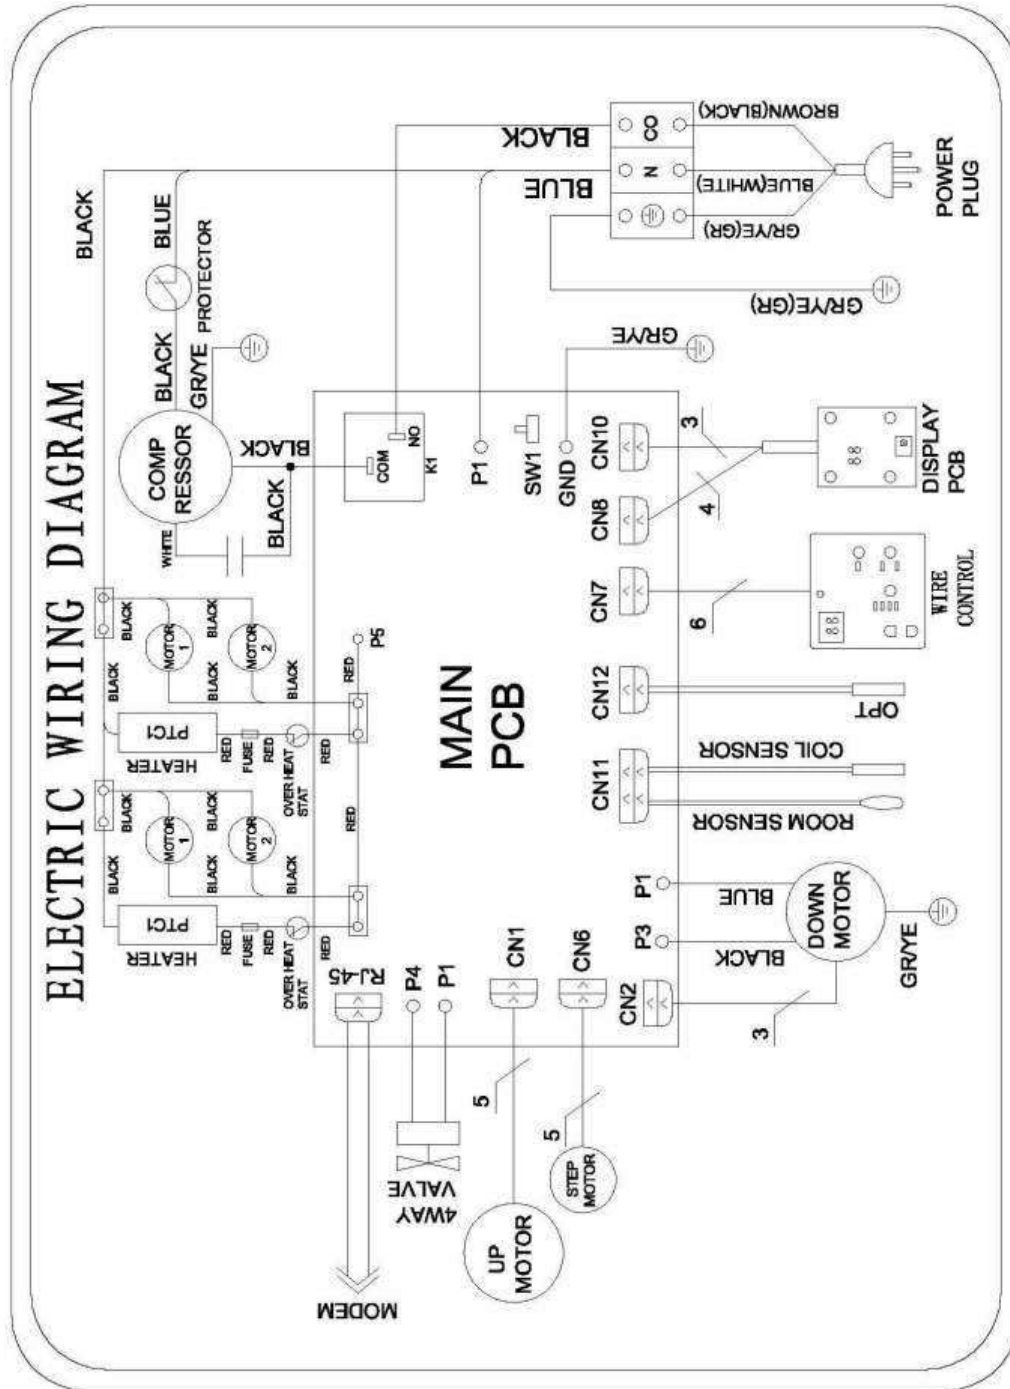 ELECTRIC WIRING DIAGRAM
BLACK
BLUE
PROTECTOR
BLACK
GR/YE
COMP
RESSOR
WHITE
BLACK
BLACK
BLACK
BLUE
CO
N
BROWN(BLACK)
BLUE(WHITE)
GR/YE(GR)
GR/YE(GR)
POWER
PLUG
COM
NO
K1
P1
SW1
GND
GR/YE
CN10
CN8
CN7
CN12
CN11
3
4
6
DISPLAY
PCB
88
WIRE
CONTROL
88
OPT
COIL SENSOR
ROOM SENSOR
MAIN
PCB
P5
RED
BLACK
BLACK
MOTOR
1
BLACK
BLACK
MOTOR
2
BLACK
PTC1
HEATER
RED
FUSE
RED
OVER HEAT
STAT
RED
RED
BLACK
BLACK
MOTOR
1
BLACK
BLACK
MOTOR
2
BLACK
PTC1
HEATER
RED
FUSE
RED
OVER HEAT
STAT
RED
RJ-45
MODEM
P4
P1
4WAY
VALVE
CN1
5
UP
MOTOR
CN6
5
STEP
MOTOR
CN2
3
P3
P1
BLACK
BLUE
DOWN
MOTOR
GR/YE